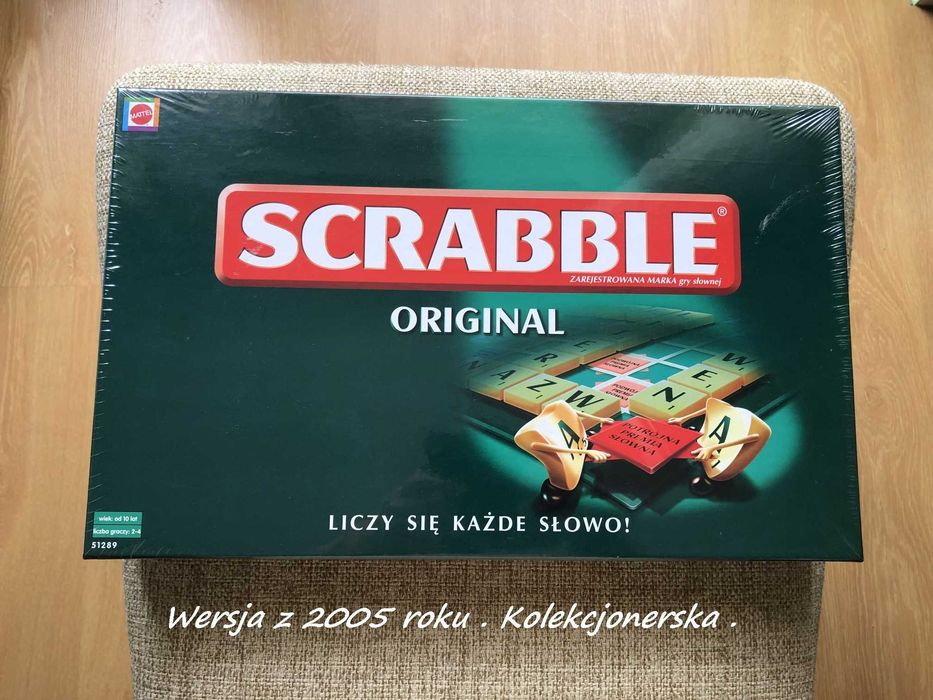 MATTEL
SCRABBLE®
ZAREJESTROWANA MARKA gry słownej
ORIGINAL
W
E
E
R
N
A
Z
W
A
A
POTRÓJNA
PREMIA
SŁOWNA
LICZY SIĘ KAŻDE SŁOWO!
wiek: od 10 lat
liczba graczy: 2-4
51289
Wersja z 2005 roku . Kolekcjonerska .